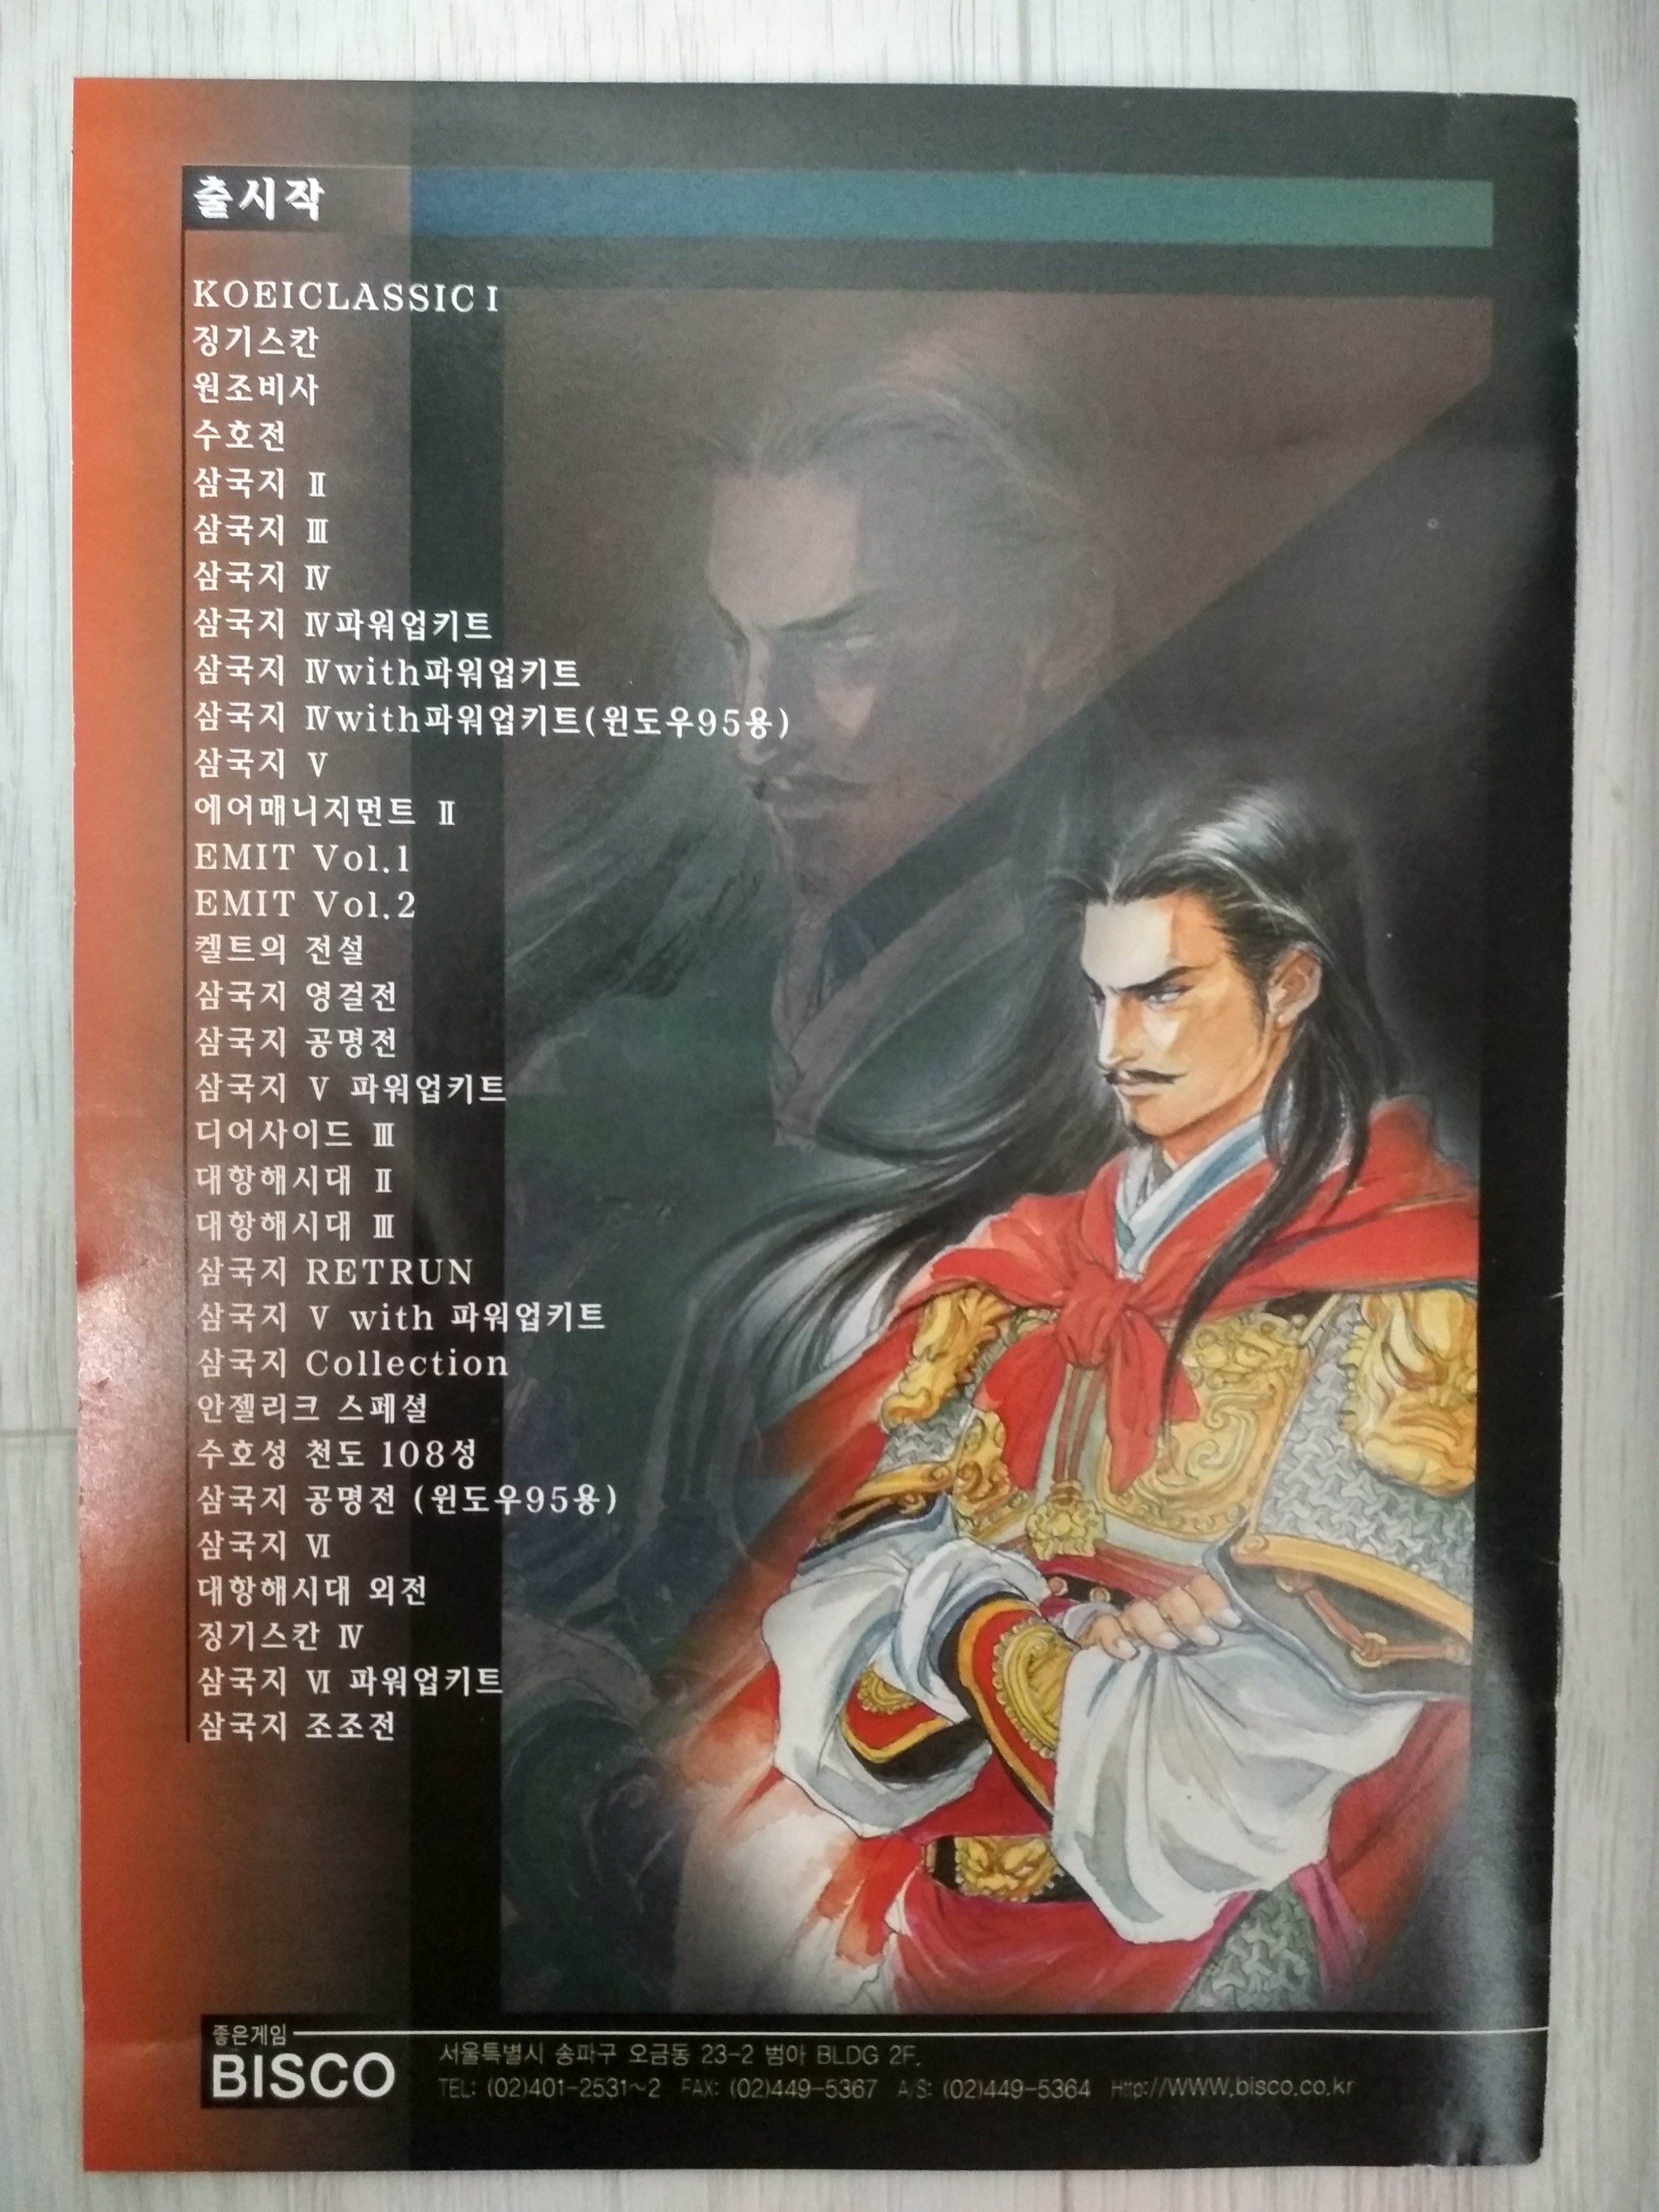 출시작
KOEICLASSIC I
징기스칸
원조비사
수호전
삼국지 Ⅱ
삼국지 Ⅲ
삼국지 Ⅳ
삼국지 Ⅳ파워업키트
삼국지 Ⅳwith파워업키트
삼국지 Ⅳwith파워업키트(윈도우95용)
삼국지 Ⅴ
에어매니지먼트 Ⅱ
EMIT Vol.1
EMIT Vol.2
켈트의 전설
삼국지 영걸전
삼국지 공명전
삼국지 Ⅴ 파워업키트
디어사이드 Ⅲ
대항해시대 Ⅱ
대항해시대 Ⅲ
삼국지 RETRUN
삼국지 Ⅴ with 파워업키트
삼국지 Collection
안젤리크 스페셜
수호성 천도 108성
삼국지 공명전 (윈도우95용)
삼국지 Ⅵ
대항해시대 외전
징기스칸 Ⅳ
삼국지 Ⅵ 파워업키트
삼국지 조조전
좋은게임
BISCO
서울특별시 송파구 오금동 23-2 범아 BLDG 2F.
TEL: (02)401-2531~2 FAX: (02)449-5367 A/S: (02)449-5364 Http://WWW.bisco.co.kr